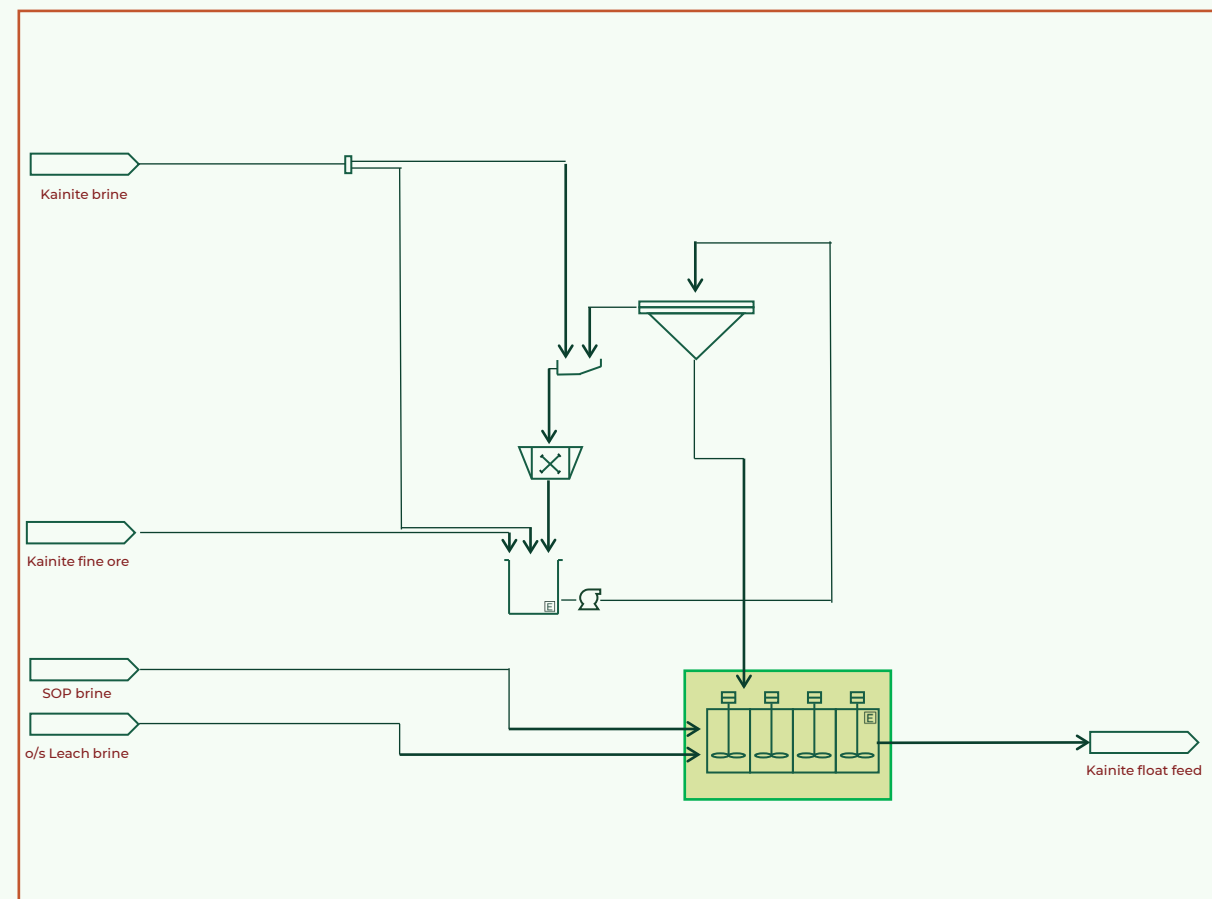 Kainite brine
Kainite fine ore
E
SOP brine
o/s Leach brine
E
Kainite float feed